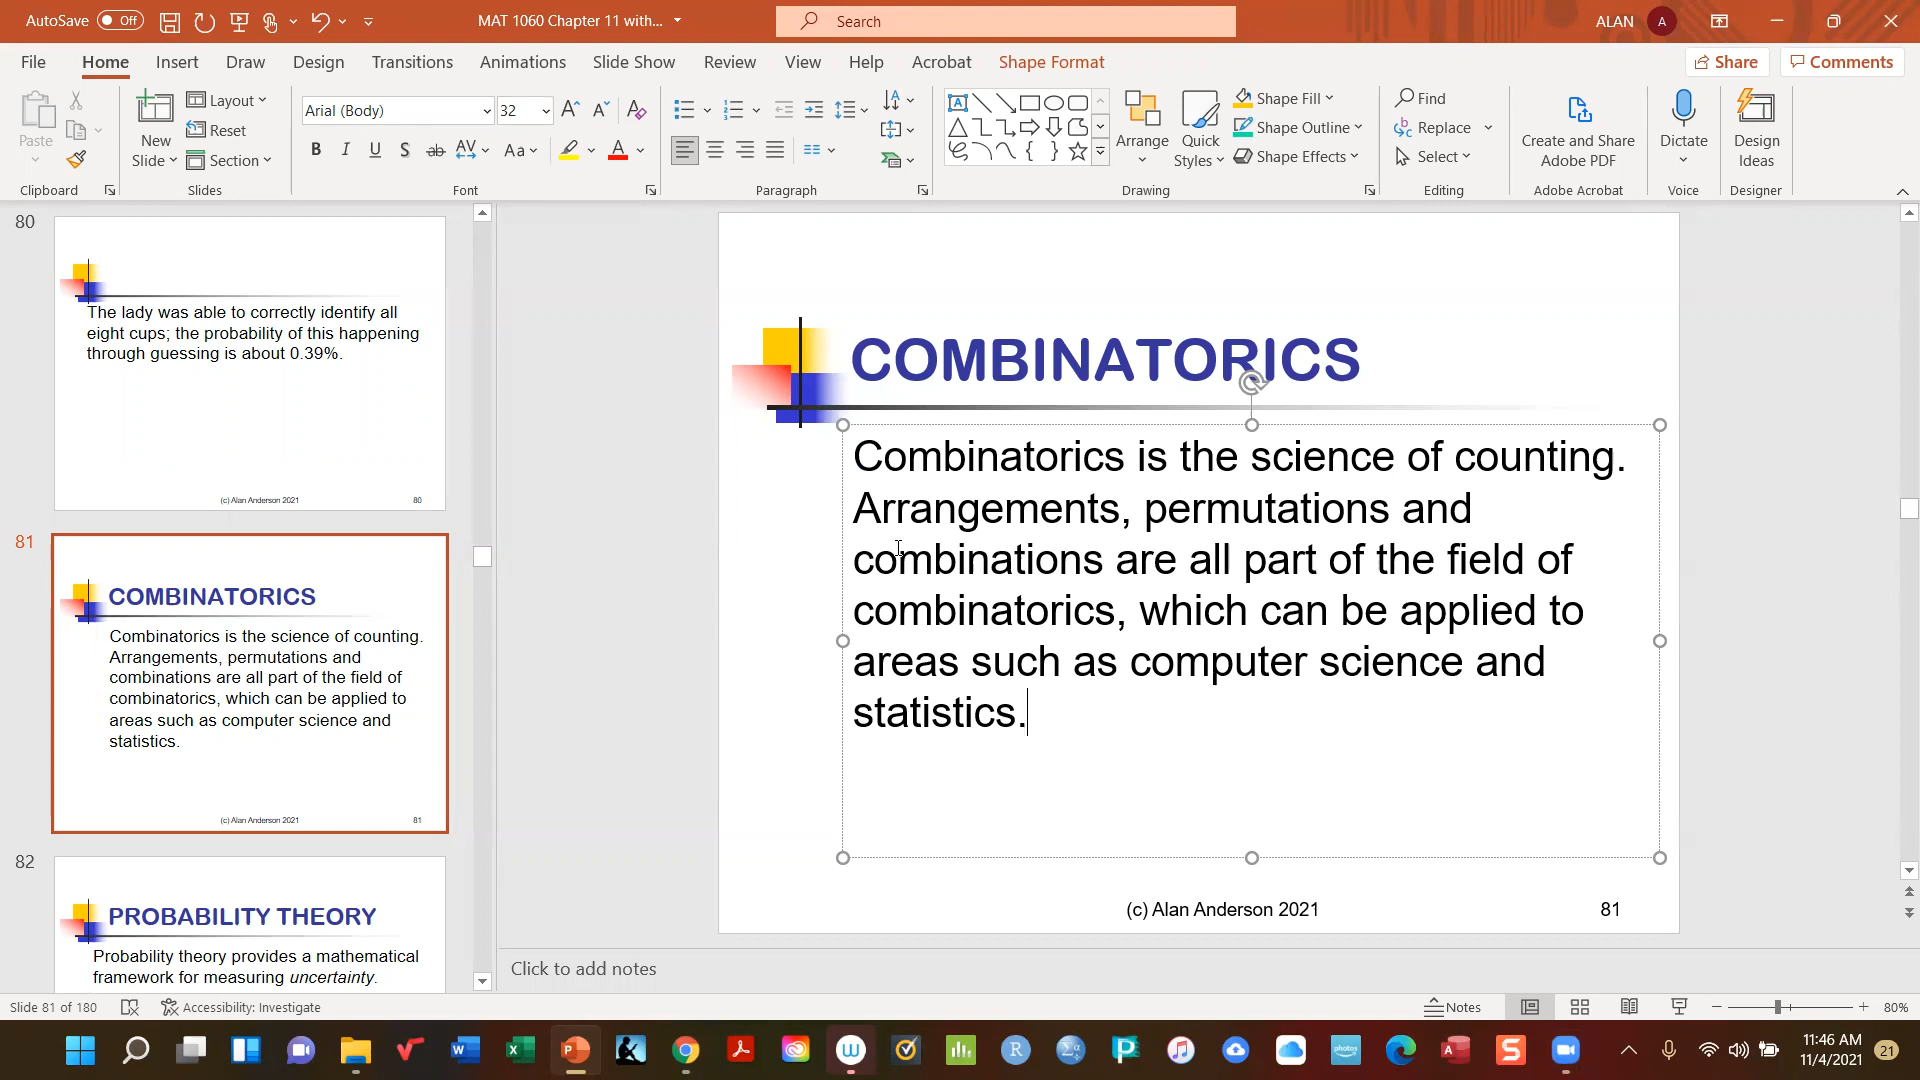 AutoSave Off
MAT 1060 Chapter 11 with...
Search
ALAN A
File Home Insert Draw Design Transitions Animations Slide Show Review View Help Acrobat Shape Format
Share Comments
Paste
Clipboard
New Slide
Layout
Reset
Section
Slides
Arial (Body) 32
B I U S ab AV Aa A
Font
Paragraph
Arrange
Quick Styles
Shape Fill
Shape Outline
Shape Effects
Drawing
Find
Replace
Select
Editing
Create and Share
Adobe PDF
Adobe Acrobat
Dictate
Voice
Design
Ideas
Designer
80
The lady was able to correctly identify all
eight cups; the probability of this happening
through guessing is about 0.39%.
(c) Alan Anderson 2021 80
81
COMBINATORICS
Combinatorics is the science of counting.
Arrangements, permutations and
combinations are all part of the field of
combinatorics, which can be applied to
areas such as computer science and
statistics.
(c) Alan Anderson 2021 81
82
PROBABILITY THEORY
Probability theory provides a mathematical
framework for measuring uncertainty.
COMBINATORICS
Combinatorics is the science of counting.
Arrangements, permutations and
combinations are all part of the field of
combinatorics, which can be applied to
areas such as computer science and
statistics.
(c) Alan Anderson 2021 81
Click to add notes
Slide 81 of 180 Accessibility: Investigate Notes 80%
11:46 AM
11/4/2021 21